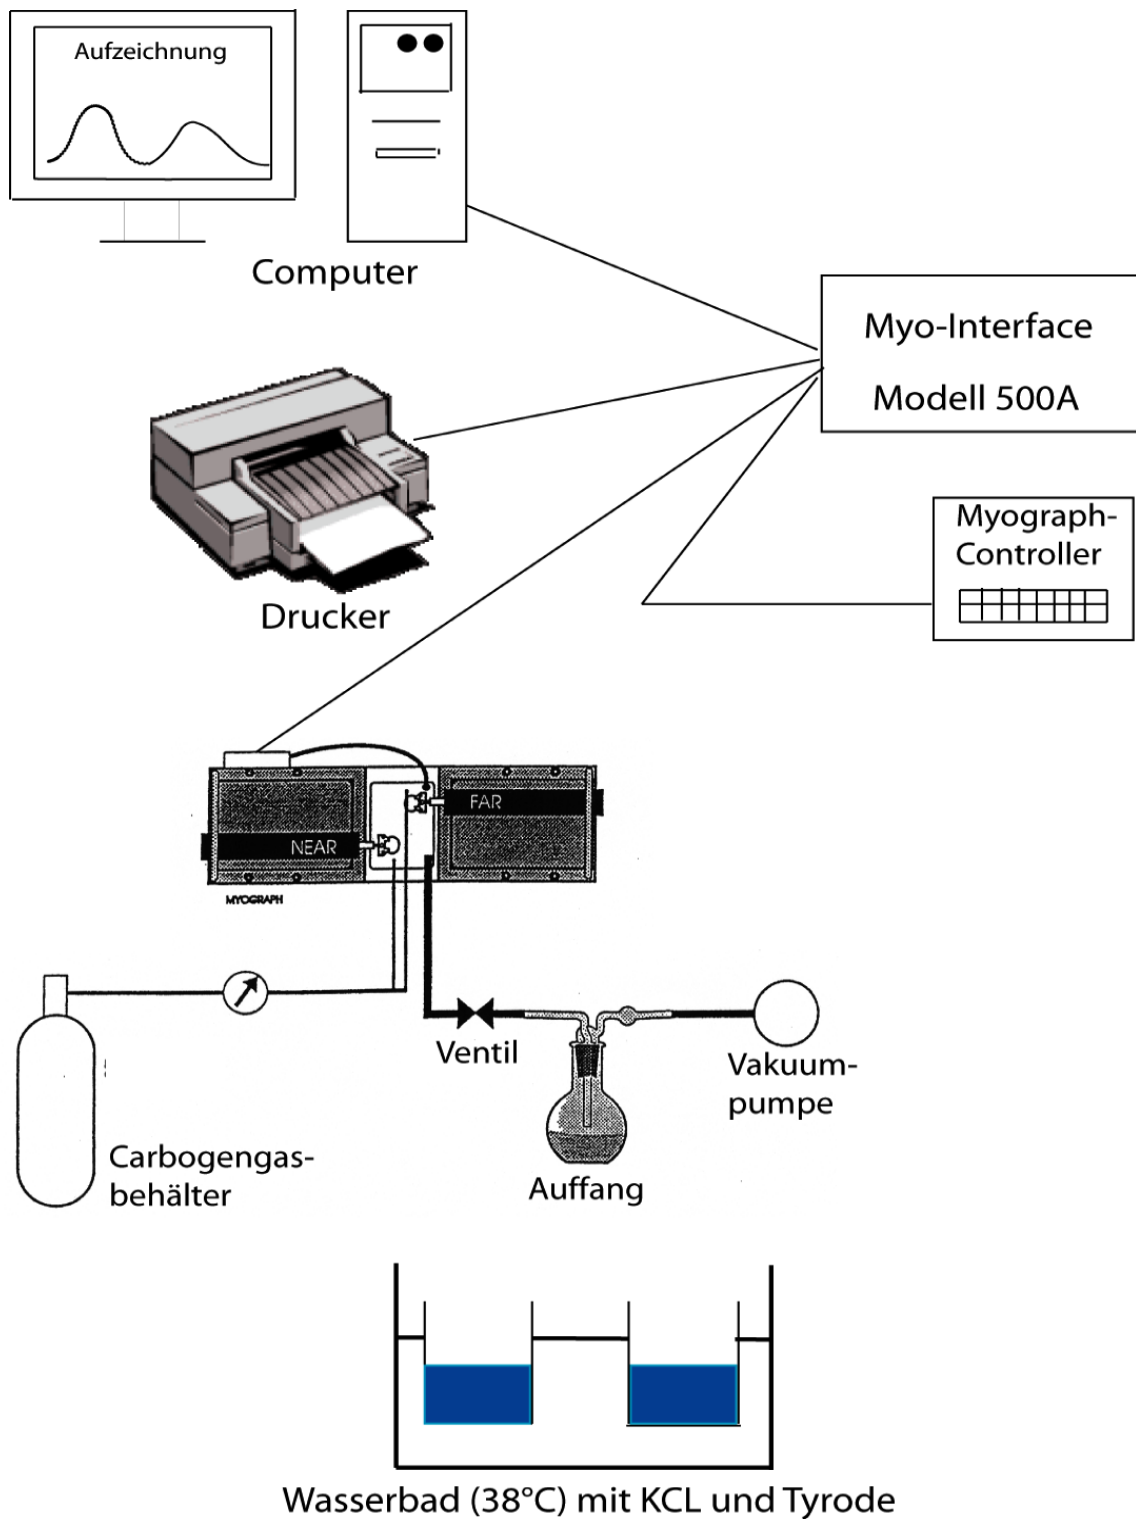 Aufzeichnung
Computer
Myo-Interface
Modell 500A
Myograph-
Controller
Drucker
FAR
NEAR
MYOGRAPH
Ventil
Vakuum-
pumpe
Carbogengas-
behälter
Auffang
Wasserbad (38°C) mit KCL und Tyrode